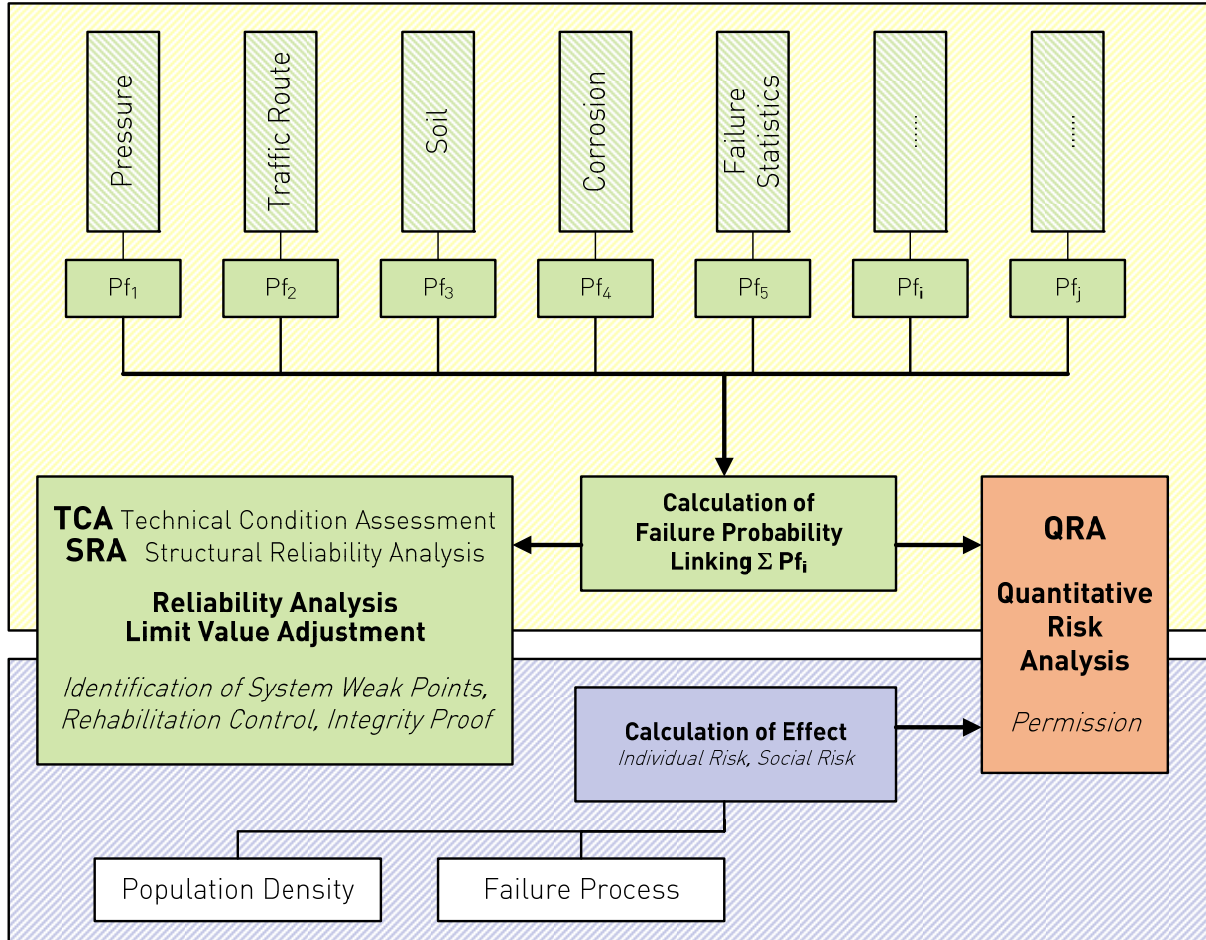 Pressure
Traffic Route
Soil
Corrosion
Failure
Statistics
......
......
Pf₁
Pf₂
Pf₃
Pf₄
Pf₅
Pfᵢ
Pfⱼ
TCA Technical Condition Assessment
SRA Structural Reliability Analysis
Reliability Analysis
Limit Value Adjustment
Identification of System Weak Points,
Rehabilitation Control, Integrity Proof
Calculation of
Failure Probability
Linking Σ Pfᵢ
QRA
Quantitative
Risk
Analysis
Permission
Calculation of Effect
Individual Risk, Social Risk
Population Density
Failure Process